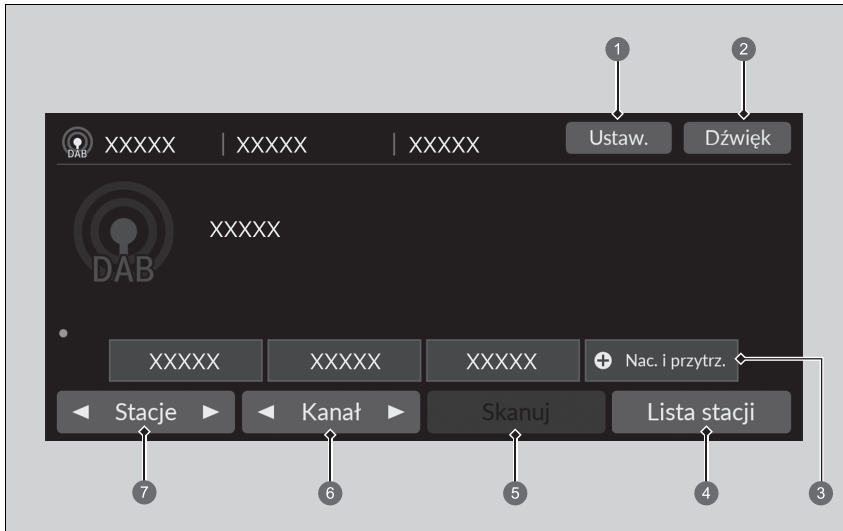 1 2
DAB XXXXX | XXXXX | XXXXX Ustaw. Dźwięk
XXXXX
DAB
XXXXX XXXXX XXXXX Nac. i przytrz.
◄ Stacje ► ◄ Kanał ► Skanuj Lista stacji
7 6 5 4 3